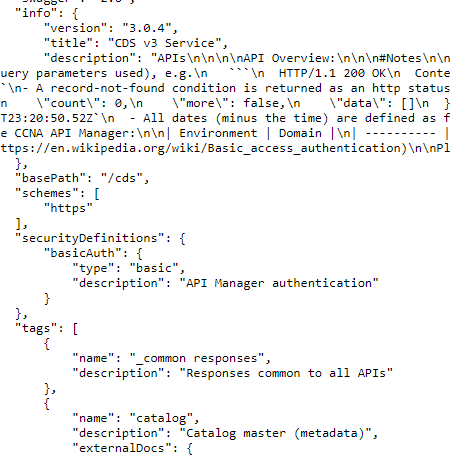 "info": {
"version": "3.0.4",
"title": "CDS v3 Service",
"description": "APIs\n\n\n\nAPI Overview:\n\n\n#Notes\n\n
uery parameters used), e.g.\n    ```\n  HTTP/1.1 200 OK\n  Conte
`\n- A record-not-found condition is returned as an http status
\n    \"count\": 0,\n    \"more\": false,\n    \"data\": []\n  }
T23:20:50.52Z`\n  - All dates (minus the time) are defined as f
e CCNA API Manager:\n\n| Environment | Domain |\n| ---------- |
ttps://en.wikipedia.org/wiki/Basic_access_authentication)\n\nPl
},
"basePath": "/cds",
"schemes": [
"https"
],
"securityDefinitions": {
"basicAuth": {
"type": "basic",
"description": "API Manager authentication"
}
},
"tags": [
{
"name": "_common responses",
"description": "Responses common to all APIs"
},
{
"name": "catalog",
"description": "Catalog master (metadata)",
"externalDocs": {